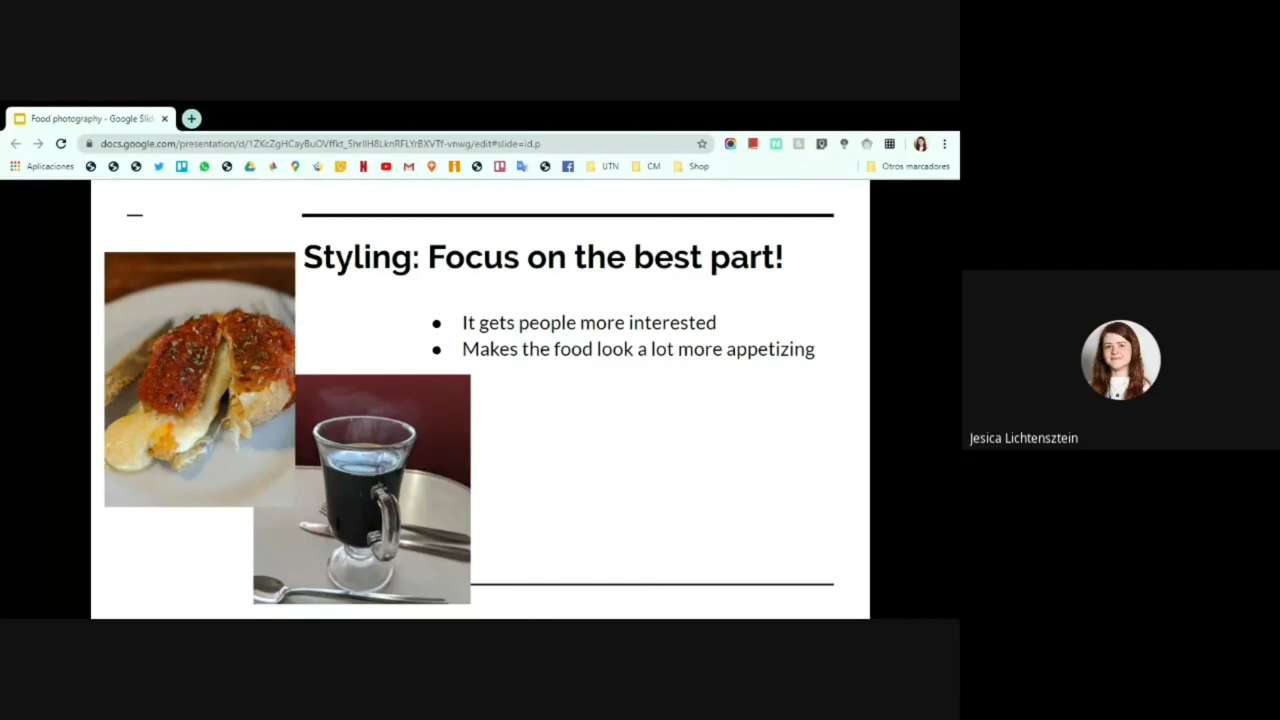 Food photography - Google Slid
docs.google.com/presentation/d/1ZKcZgHCayBuOVffkt_5hrIIH8LknRFLYrBXVTf-vnwg/edit#slide=id.p
Aplicaciones
UTN
CM
Shop
Otros marcadores
Styling: Focus on the best part!
● It gets people more interested
● Makes the food look a lot more appetizing
Jesica Lichtensztein